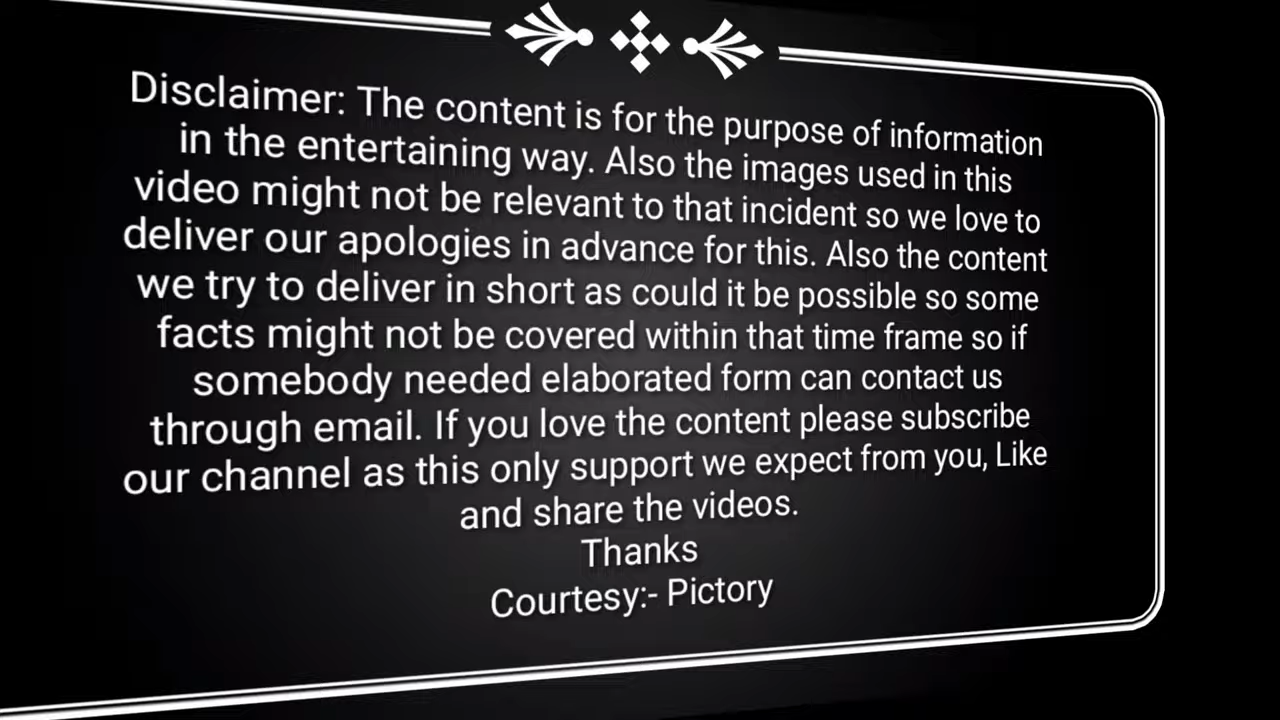 Disclaimer: The content is for the purpose of information
in the entertaining way. Also the images used in this
video might not be relevant to that incident so we love to
deliver our apologies in advance for this. Also the content
we try to deliver in short as could it be possible so some
facts might not be covered within that time frame so if
somebody needed elaborated form can contact us
through email. If you love the content please subscribe
our channel as this only support we expect from you, Like
and share the videos.
Thanks
Courtesy:- Pictory